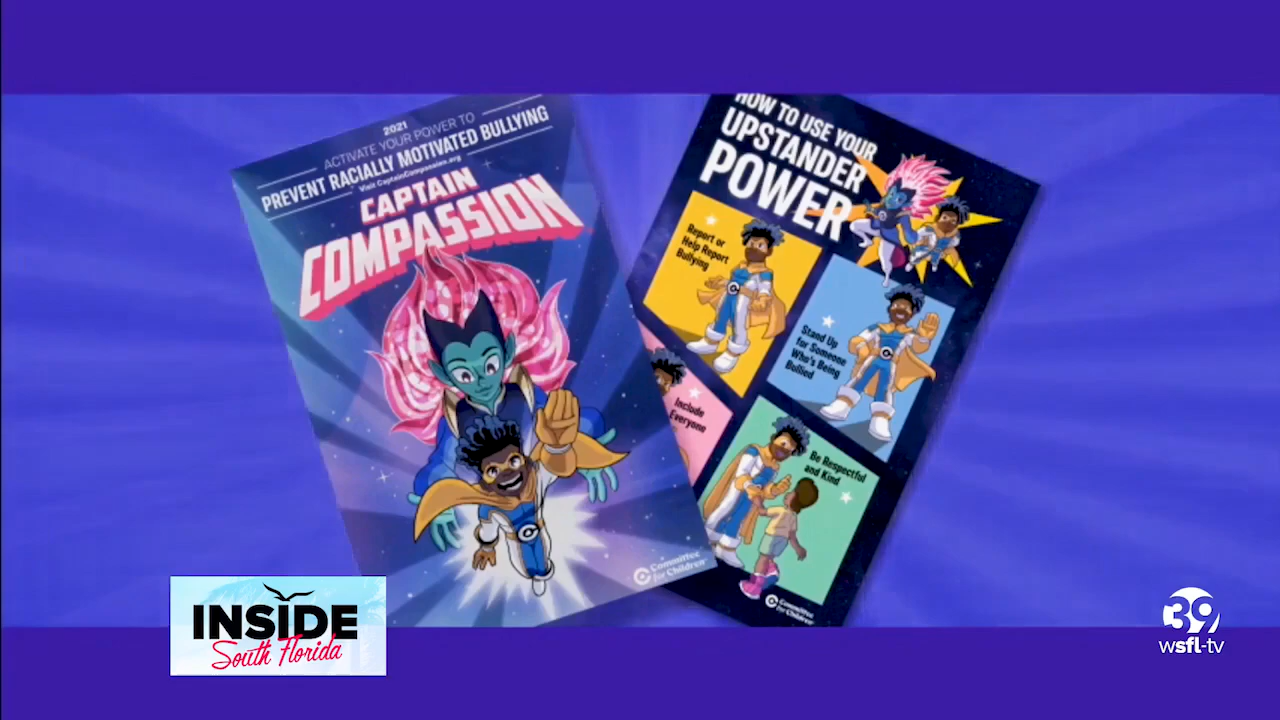 2021
ACTIVATE YOUR POWER TO
PREVENT RACIALLY MOTIVATED BULLYING
Visit CaptainCompassion.org
CAPTAIN
COMPASSION
Committee
for Children
HOW TO USE YOUR
UPSTANDER
POWER
Report or
Help Report
Bullying
Stand Up
for Someone
Who's Being
Bullied
Include
Everyone
Be Respectful
and Kind
Committee
for Children
INSIDE
South Florida
39
wsfl-tv